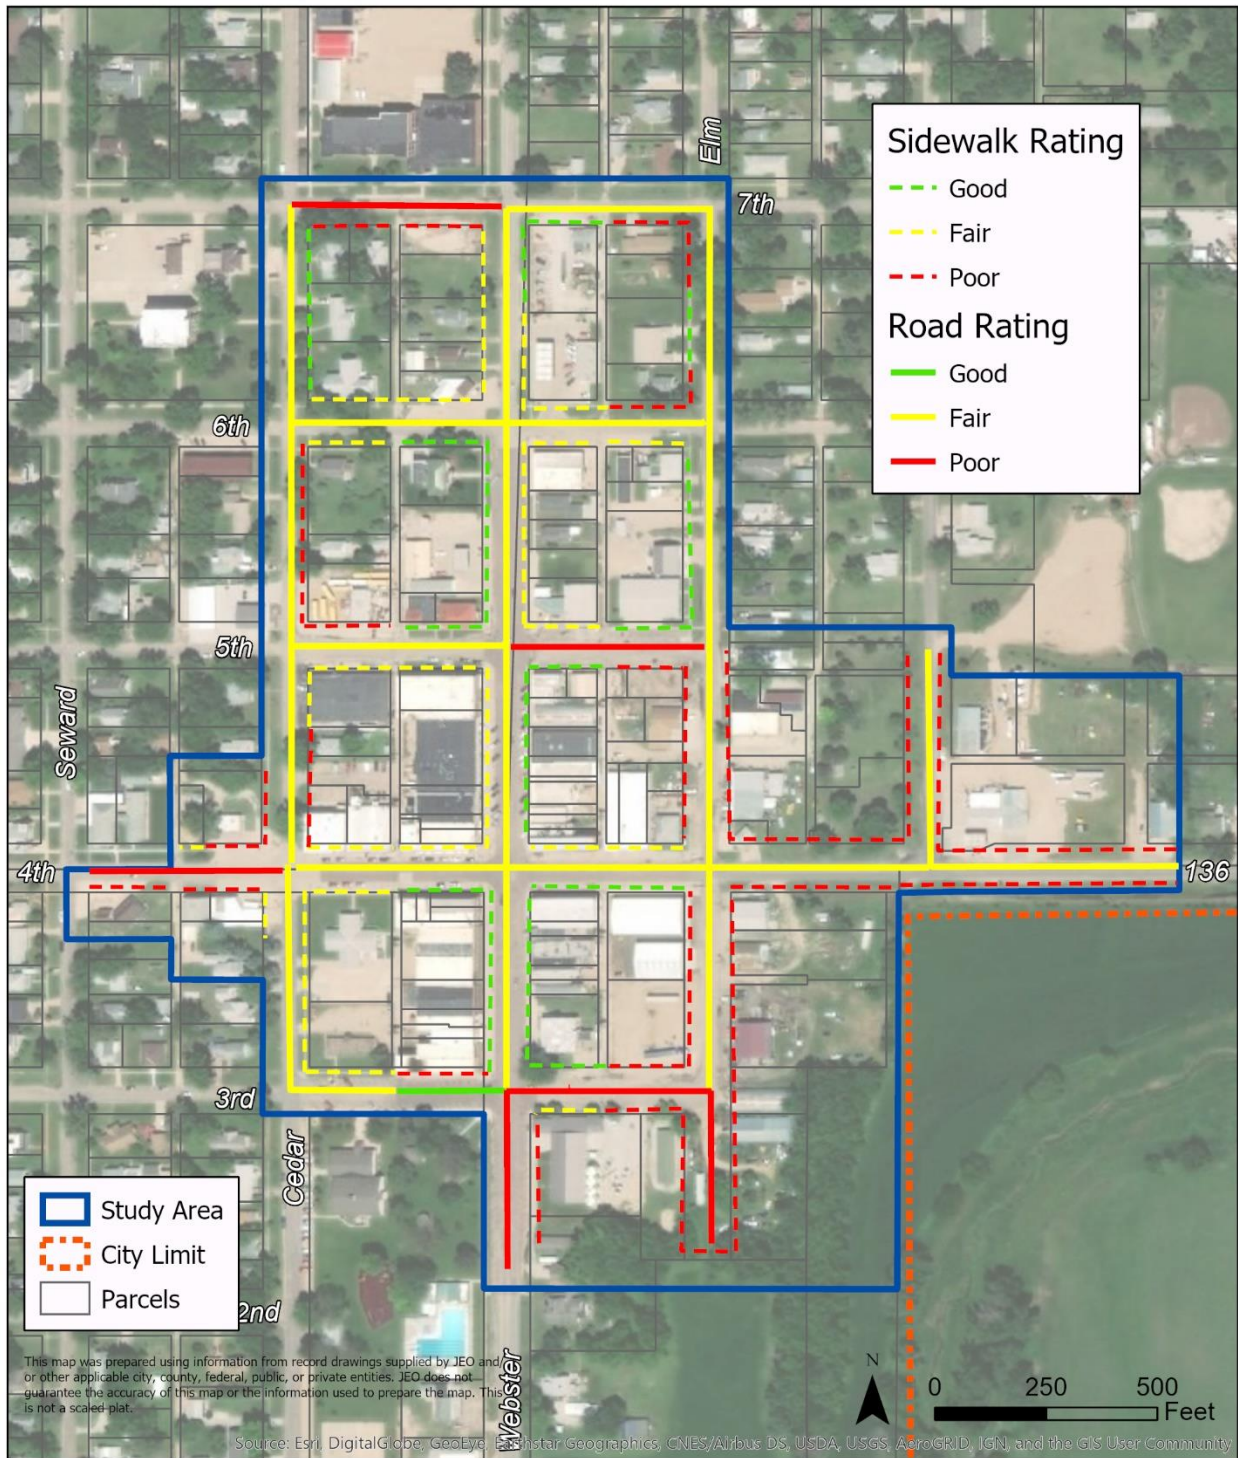 Elm
7th
Sidewalk Rating
Good
Fair
Poor
Road Rating
Good
Fair
Poor
6th
5th
Seward
4th
136
3rd
Cedar
Study Area
City Limit
Parcels
2nd
Webster
This map was prepared using information from record drawings supplied by JEO and/
or other applicable city, county, federal, public, or private entities. JEO does not
guarantee the accuracy of this map or the information used to prepare the map. This
is not a scaled plat.
N
0 250 500
Feet
Source: Esri, DigitalGlobe, GeoEye, Earthstar Geographics, CNES/Airbus DS, USDA, USGS, AeroGRID, IGN, and the GIS User Community